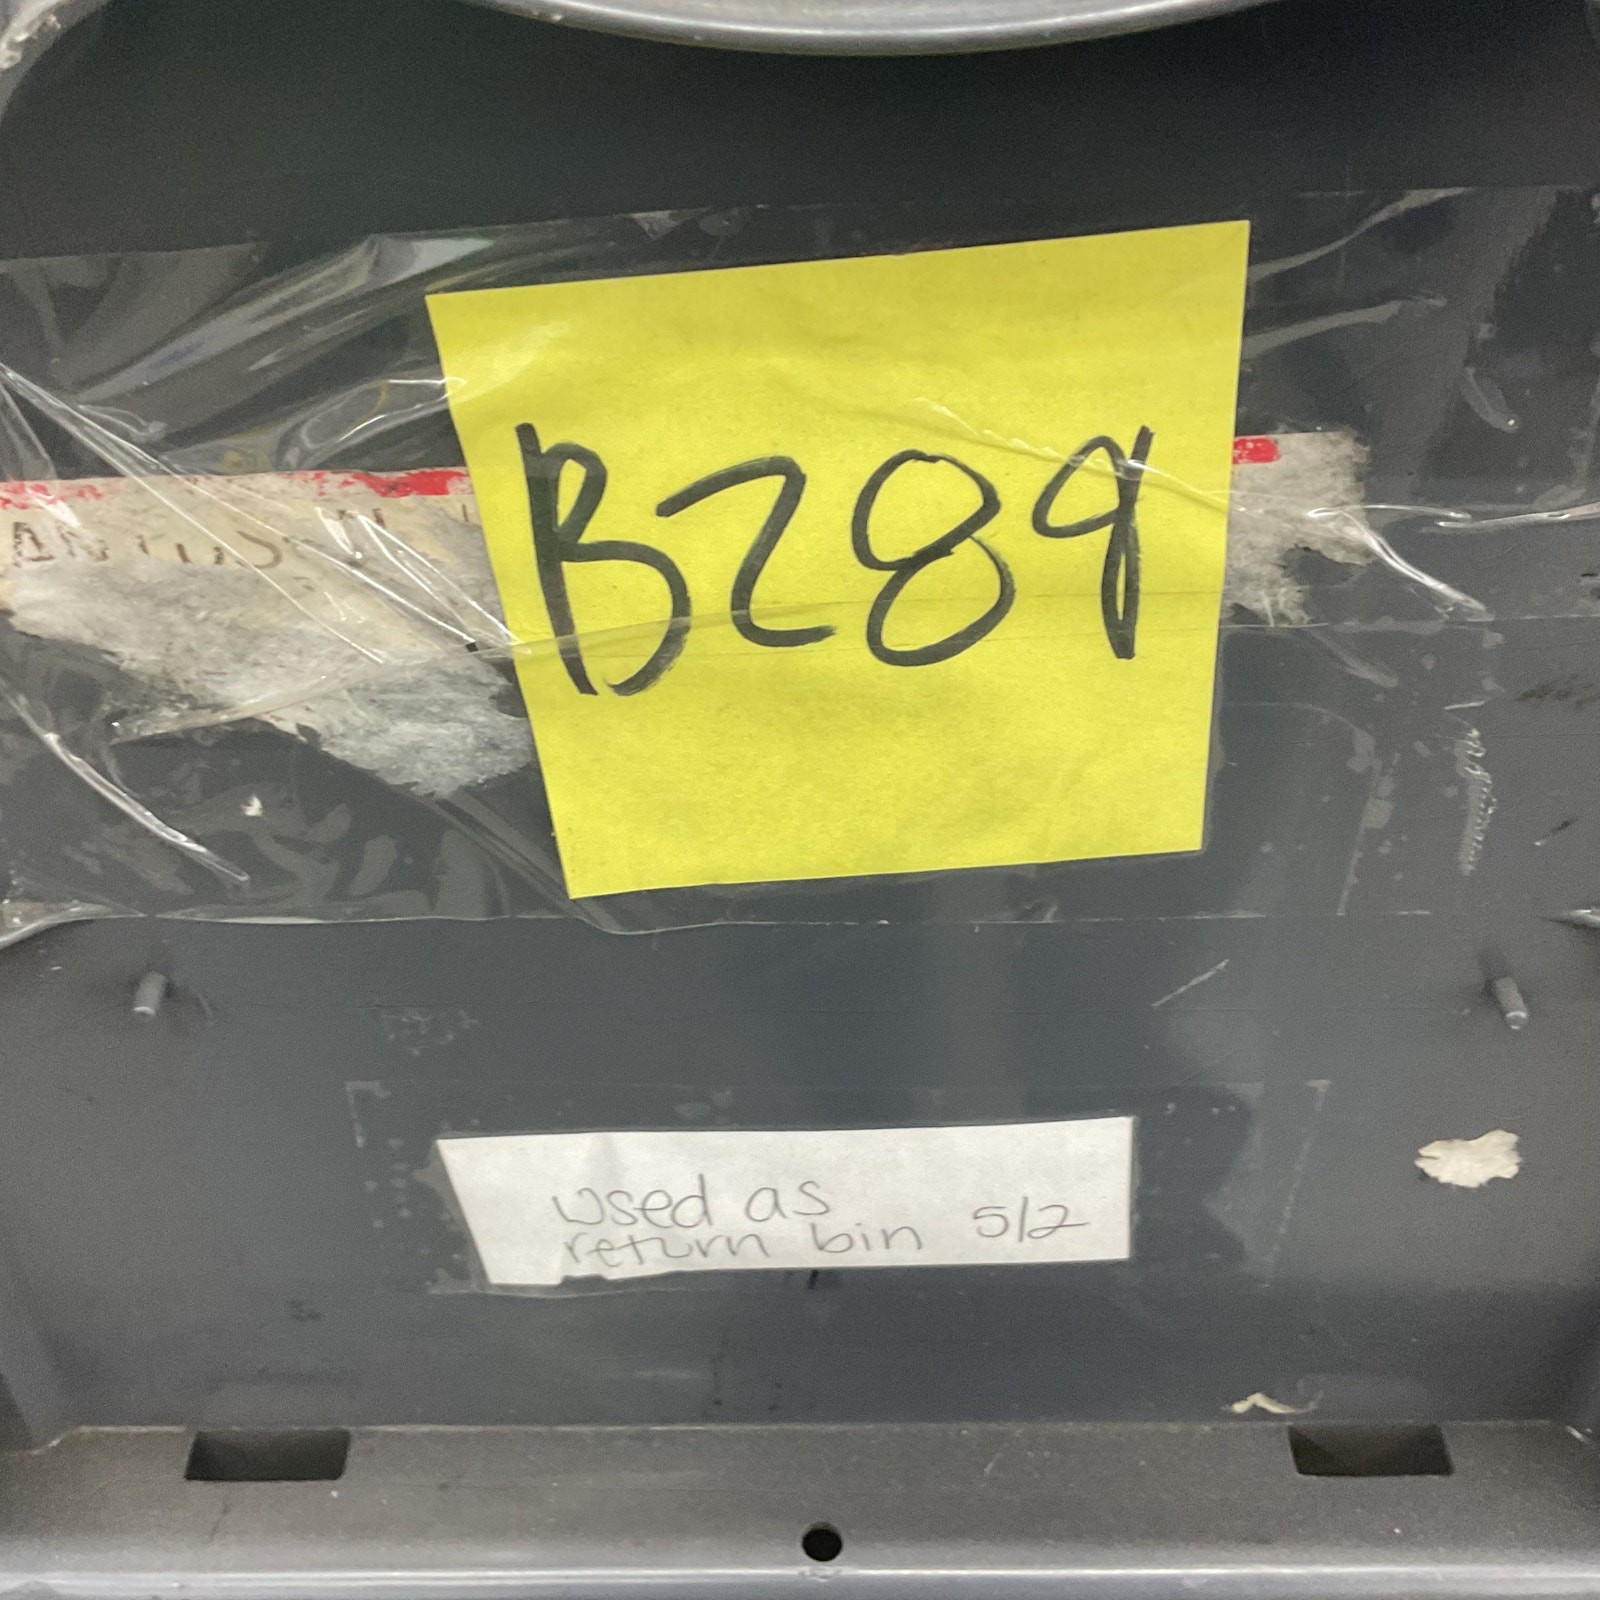 B289
Used as
return bin 5/2